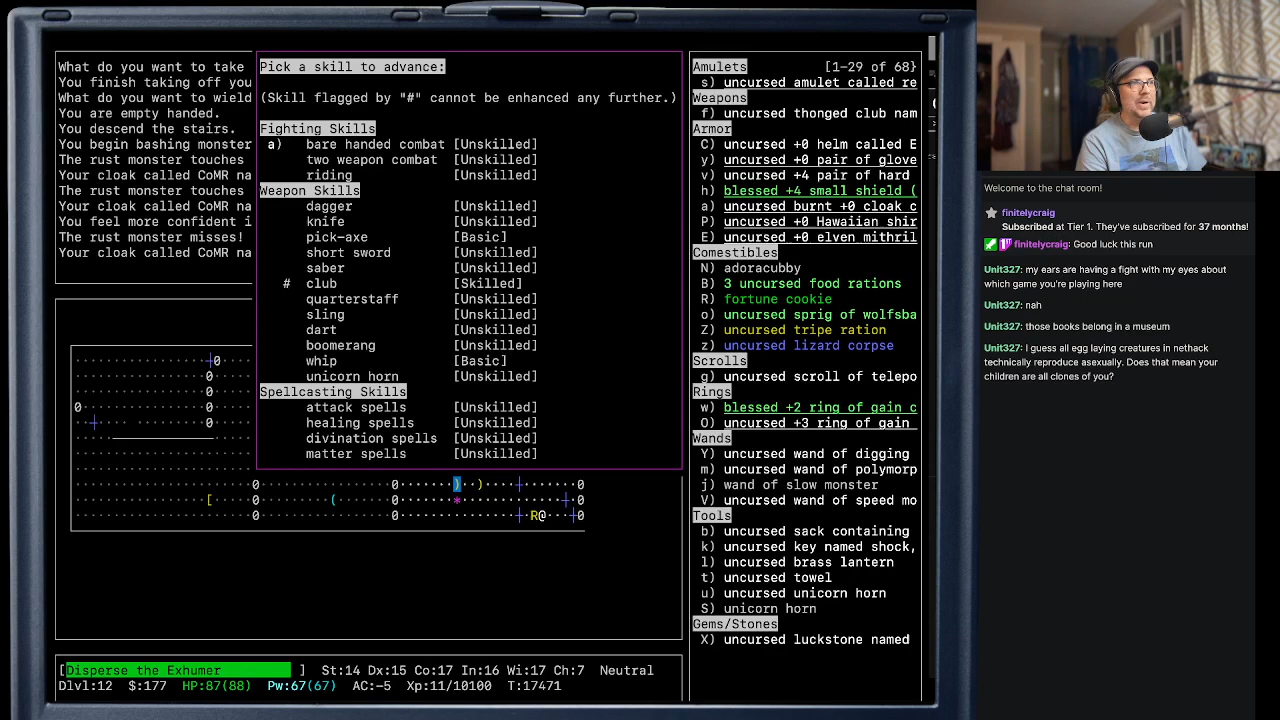 What do you want to take
You finish taking off you
What do you want to wield
You are empty handed.
You descend the stairs.
You begin bashing monster
The rust monster touches
Your cloak called CoMR na
The rust monster touches
Your cloak called CoMR na
You feel more confident i
The rust monster misses!
Your cloak called CoMR na
Pick a skill to advance:
(Skill flagged by "#" cannot be enhanced any further.)
Fighting Skills
a) bare handed combat [Unskilled]
two weapon combat [Unskilled]
riding [Unskilled]
Weapon Skills
dagger [Unskilled]
knife [Unskilled]
pick-axe [Basic]
short sword [Unskilled]
saber [Unskilled]
# club [Skilled]
quarterstaff [Unskilled]
sling [Unskilled]
dart [Unskilled]
boomerang [Unskilled]
whip [Basic]
unicorn horn [Unskilled]
Spellcasting Skills
attack spells [Unskilled]
healing spells [Unskilled]
divination spells [Unskilled]
matter spells [Unskilled]
[Disperse the Exhumer ] St:14 Dx:15 Co:17 In:16 Wi:17 Ch:7 Neutral
Dlvl:12 $:177 HP:87(88) Pw:67(67) AC:-5 Xp:11/10100 T:17471
Amulets [1-29 of 68}
s) uncursed amulet called re
Weapons
f) uncursed thonged club nam
Armor
C) uncursed +0 helm called E
y) uncursed +0 pair of glove
v) uncursed +4 pair of hard
h) blessed +4 small shield (
a) uncursed burnt +0 cloak c
P) uncursed +0 Hawaiian shir
E) uncursed +0 elven mithril
Comestibles
N) adoracubby
B) 3 uncursed food rations
R) fortune cookie
o) uncursed sprig of wolfsba
Z) uncursed tripe ration
z) uncursed lizard corpse
Scrolls
g) uncursed scroll of telepo
Rings
w) blessed +2 ring of gain c
O) uncursed +3 ring of gain
Wands
Y) uncursed wand of digging
m) uncursed wand of polymorp
j) wand of slow monster
V) uncursed wand of speed mo
Tools
b) uncursed sack containing
k) uncursed key named shock,
l) uncursed brass lantern
t) uncursed towel
u) uncursed unicorn horn
S) unicorn horn
Gems/Stones
X) uncursed luckstone named
Welcome to the chat room!
finitelycraig
Subscribed at Tier 1. They've subscribed for 37 months!
finitelycraig: Good luck this run
Unit327: my ears are having a fight with my eyes about
which game you're playing here
Unit327: nah
Unit327: those books belong in a museum
Unit327: I guess all egg laying creatures in nethack
technically reproduce asexually. Does that mean your
children are all clones of you?